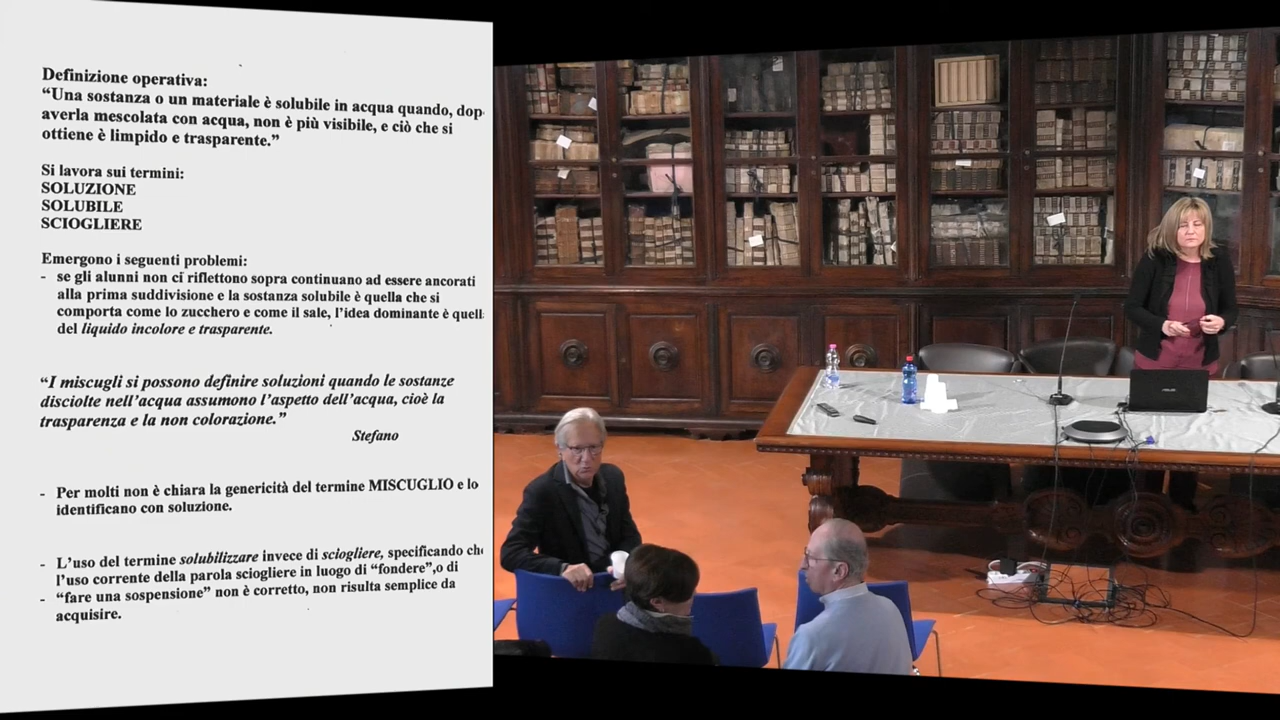 Definizione operativa:
“Una sostanza o un materiale è solubile in acqua quando, dop
averla mescolata con acqua, non è più visibile, e ciò che si
ottiene è limpido e trasparente.”
Si lavora sui termini:
SOLUZIONE
SOLUBILE
SCIOGLIERE
Emergono i seguenti problemi:
- se gli alunni non ci riflettono sopra continuano ad essere ancorati
alla prima suddivisione e la sostanza solubile è quella che si
comporta come lo zucchero e come il sale, l’idea dominante è quell
del liquido incolore e trasparente.
“I miscugli si possono definire soluzioni quando le sostanze
disciolte nell’acqua assumono l’aspetto dell’acqua, cioè la
trasparenza e la non colorazione.”
Stefano
- Per molti non è chiara la genericità del termine MISCUGLIO e lo
identificano con soluzione.
- L’uso del termine solubilizzare invece di sciogliere, specificando che
l’uso corrente della parola sciogliere in luogo di “fondere”,o di
- “fare una sospensione” non è corretto, non risulta semplice da
acquisire.